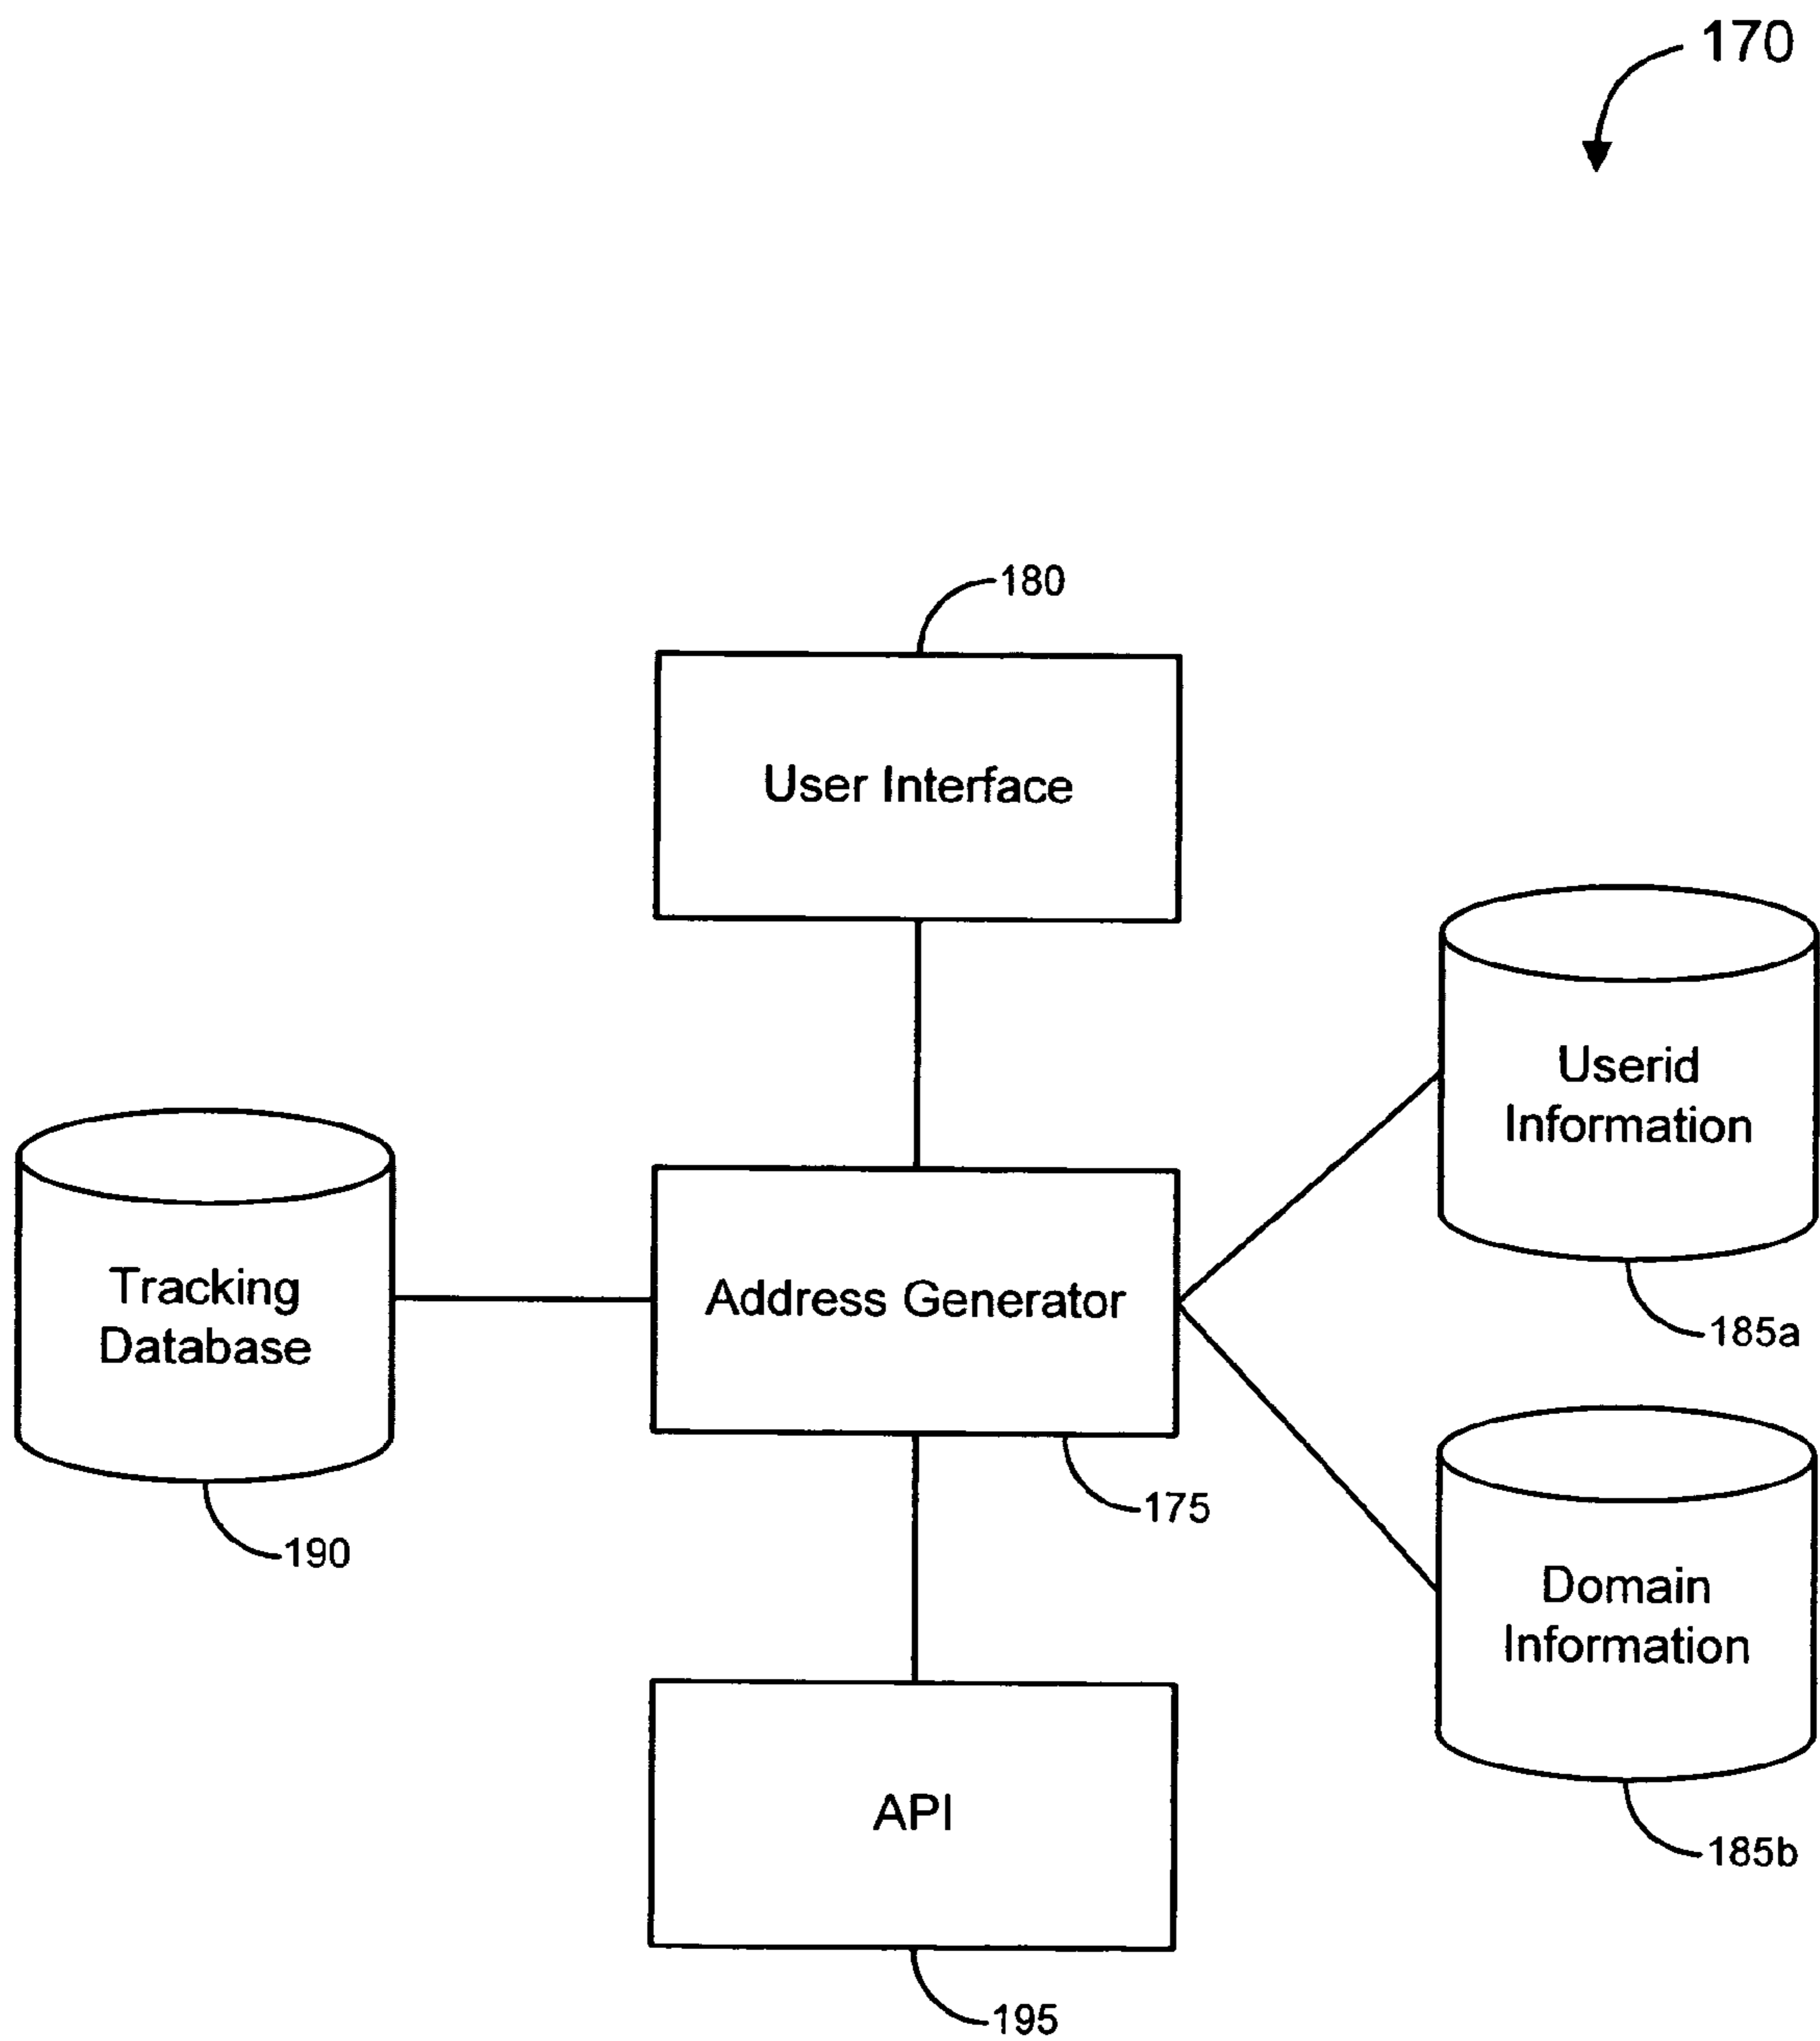 170
180
User Interface
Userid
Information
Tracking
Database
Address Generator
185a
175
190
Domain
Information
API
185b
195